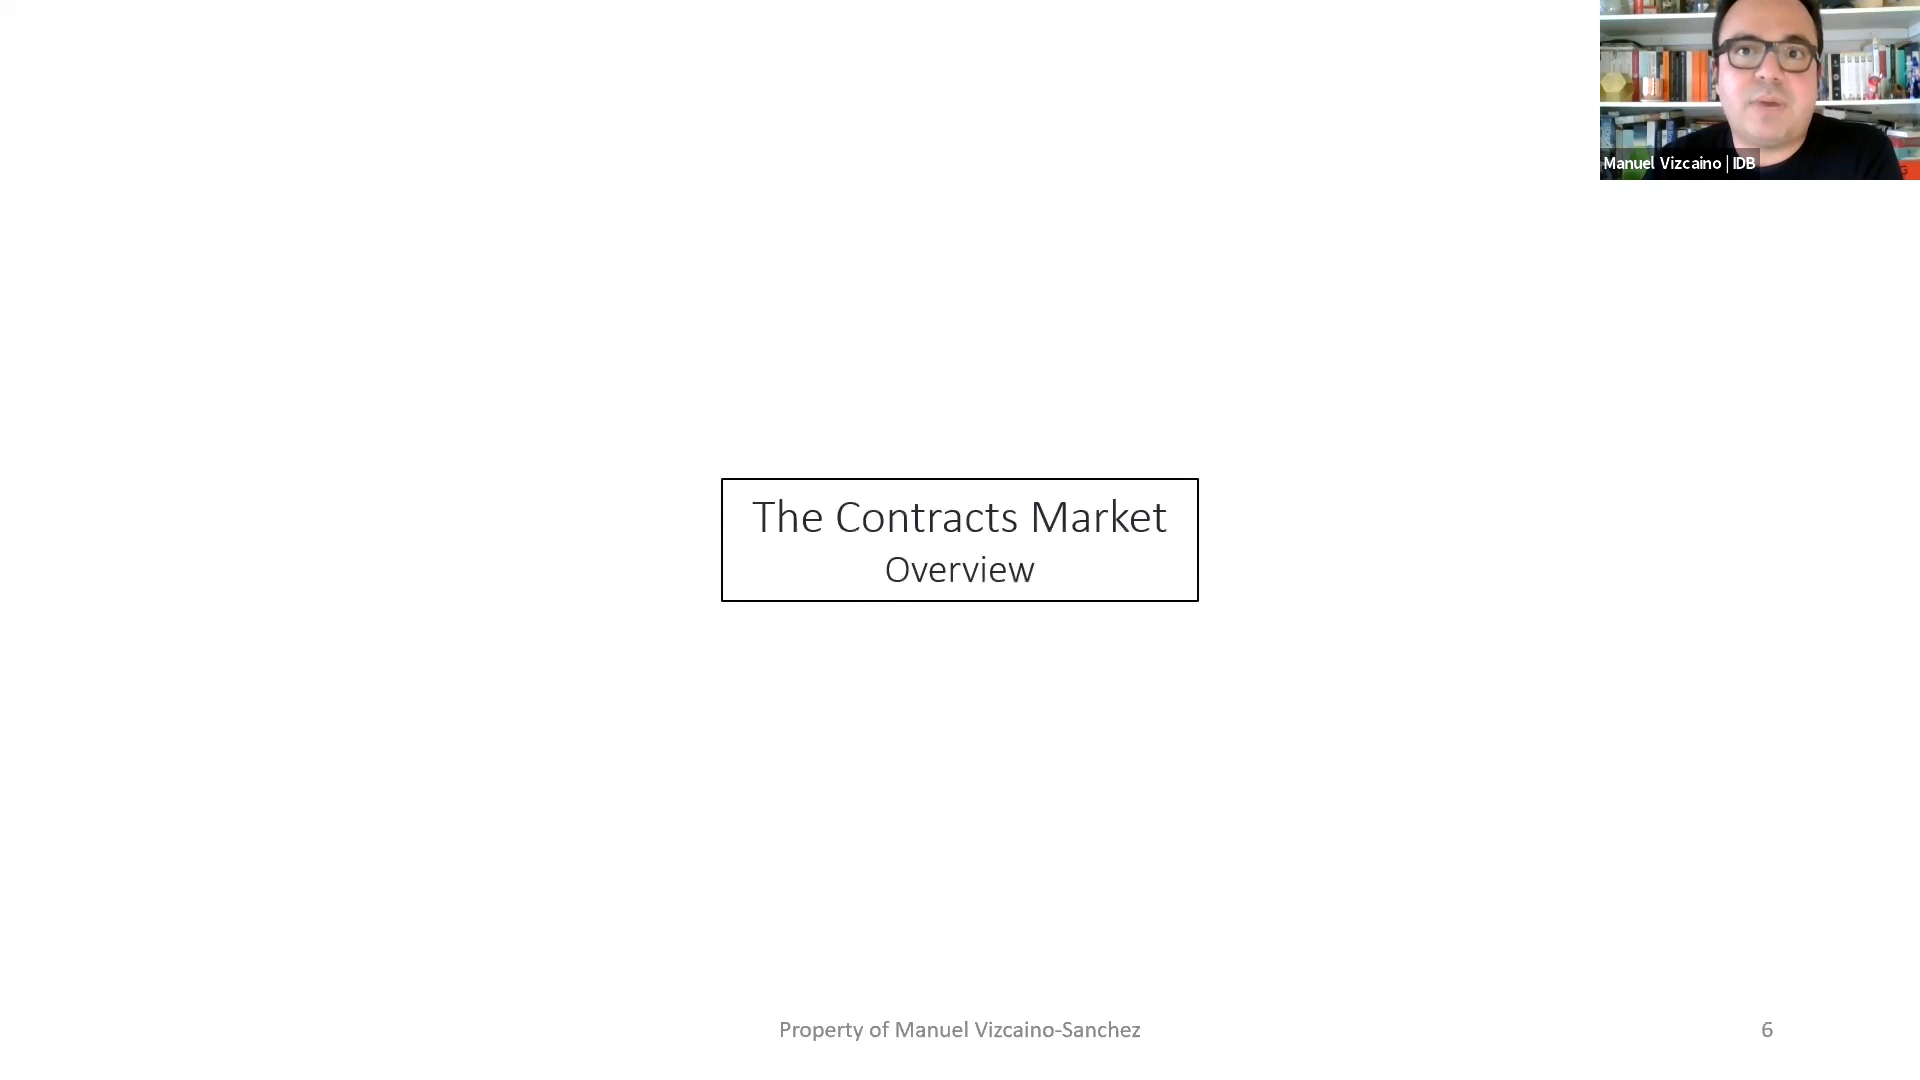 Manuel Vizcaino | IDB
The Contracts Market
Overview
Property of Manuel Vizcaino-Sanchez
6